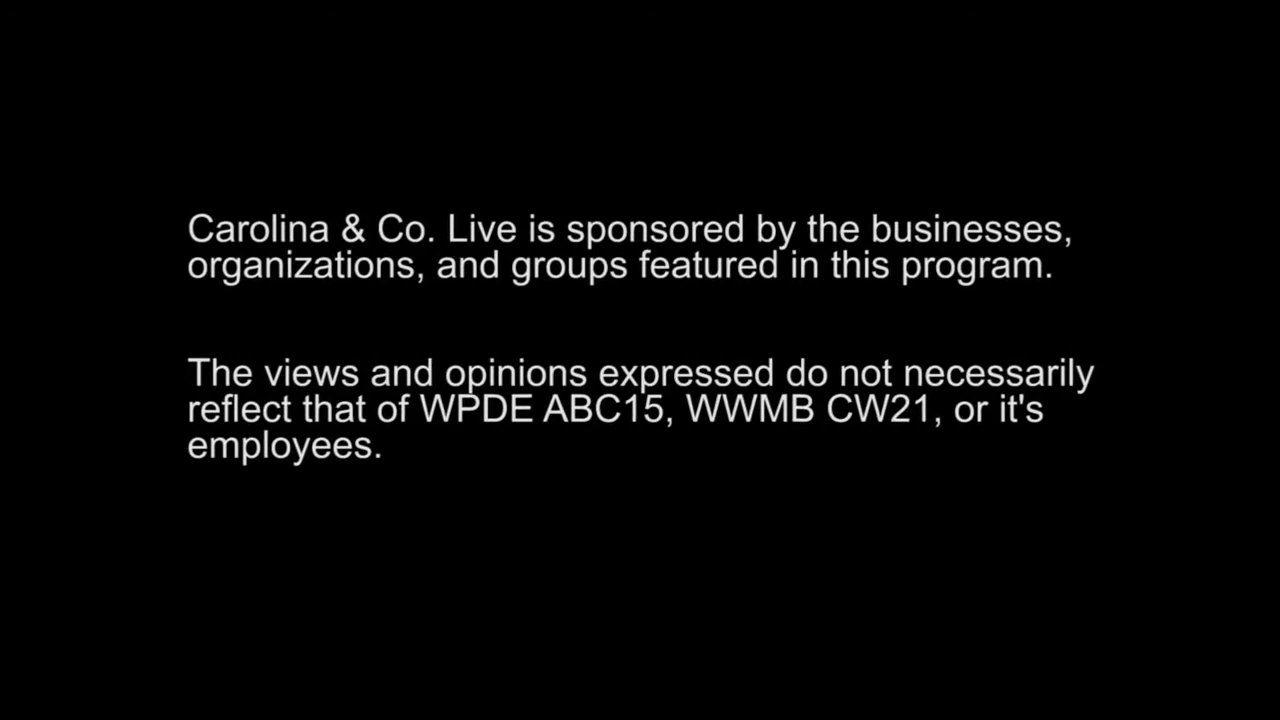 Carolina & Co. Live is sponsored by the businesses,
organizations, and groups featured in this program.
The views and opinions expressed do not necessarily
reflect that of WPDE ABC15, WWMB CW21, or it's
employees.